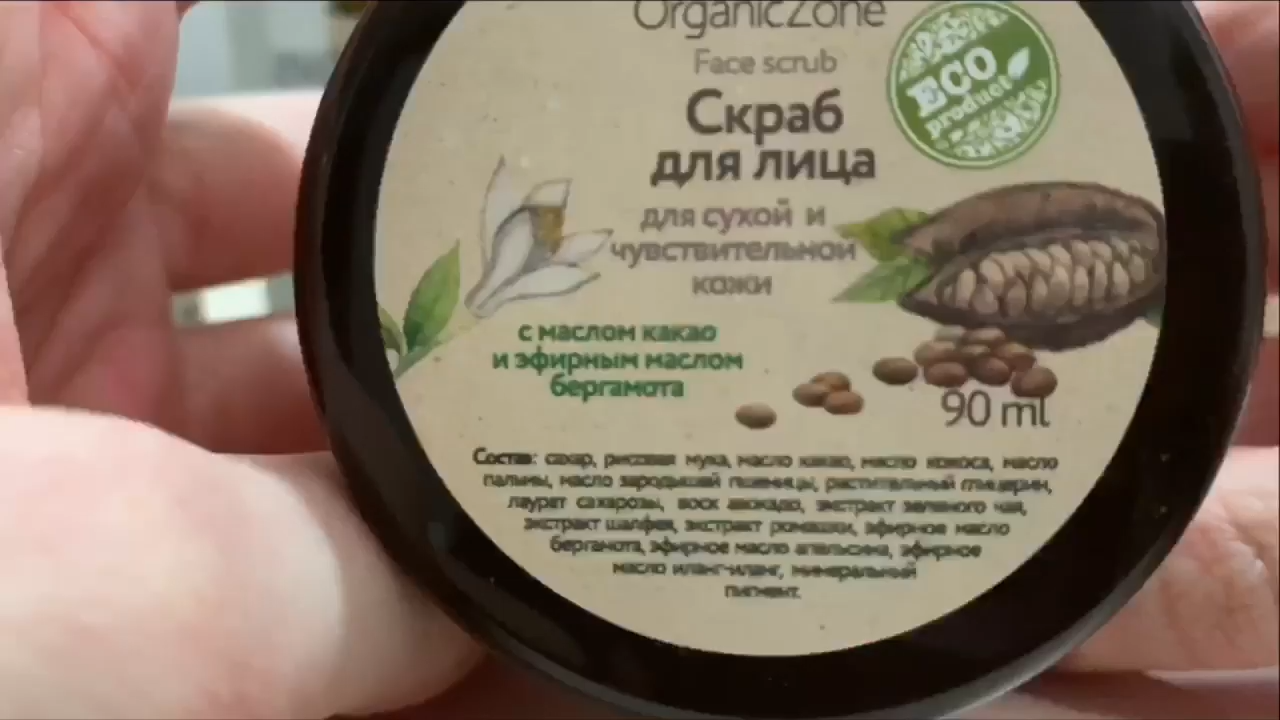 OrganicZone
Face scrub
ECO
product
Скраб
для лица
для сухой и
чувствительной
кожи
с маслом какао
и эфирным маслом
бергамота
90 ml
Состав: сахар, рисовая мука, масло какао, масло кокоса, масло
пальмы, масло зародышей пшеницы, растительный глицерин,
лаурат сахарозы, воск авокадо, экстракт зеленого чая,
экстракт шалфея, экстракт ромашки, эфирное масло
бергамота, эфирное масло апельсина, эфирное
масло иланг-иланг, минеральный
пигмент.